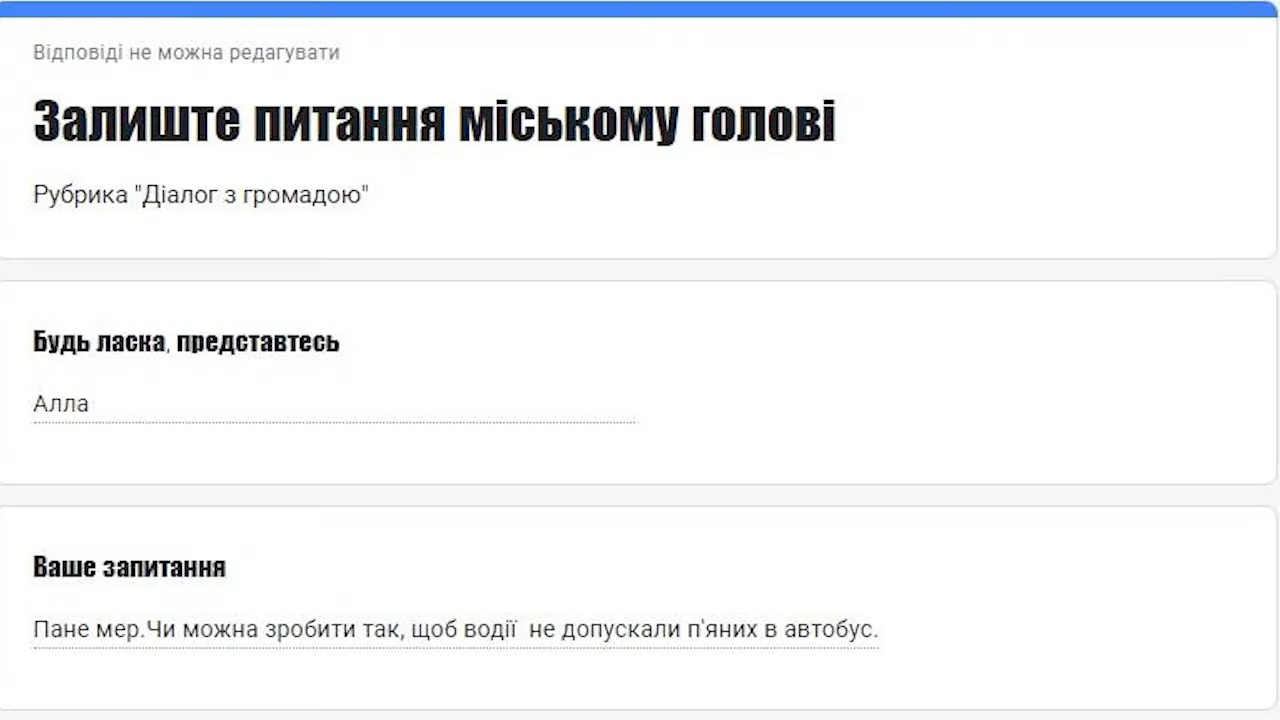 Відповіді не можна редагувати
Залиште питання міському голові
Рубрика "Діалог з громадою"
Будь ласка, представтесь
Алла
Ваше запитання
Пане мер.Чи можна зробити так, щоб водії  не допускали п'яних в автобус.